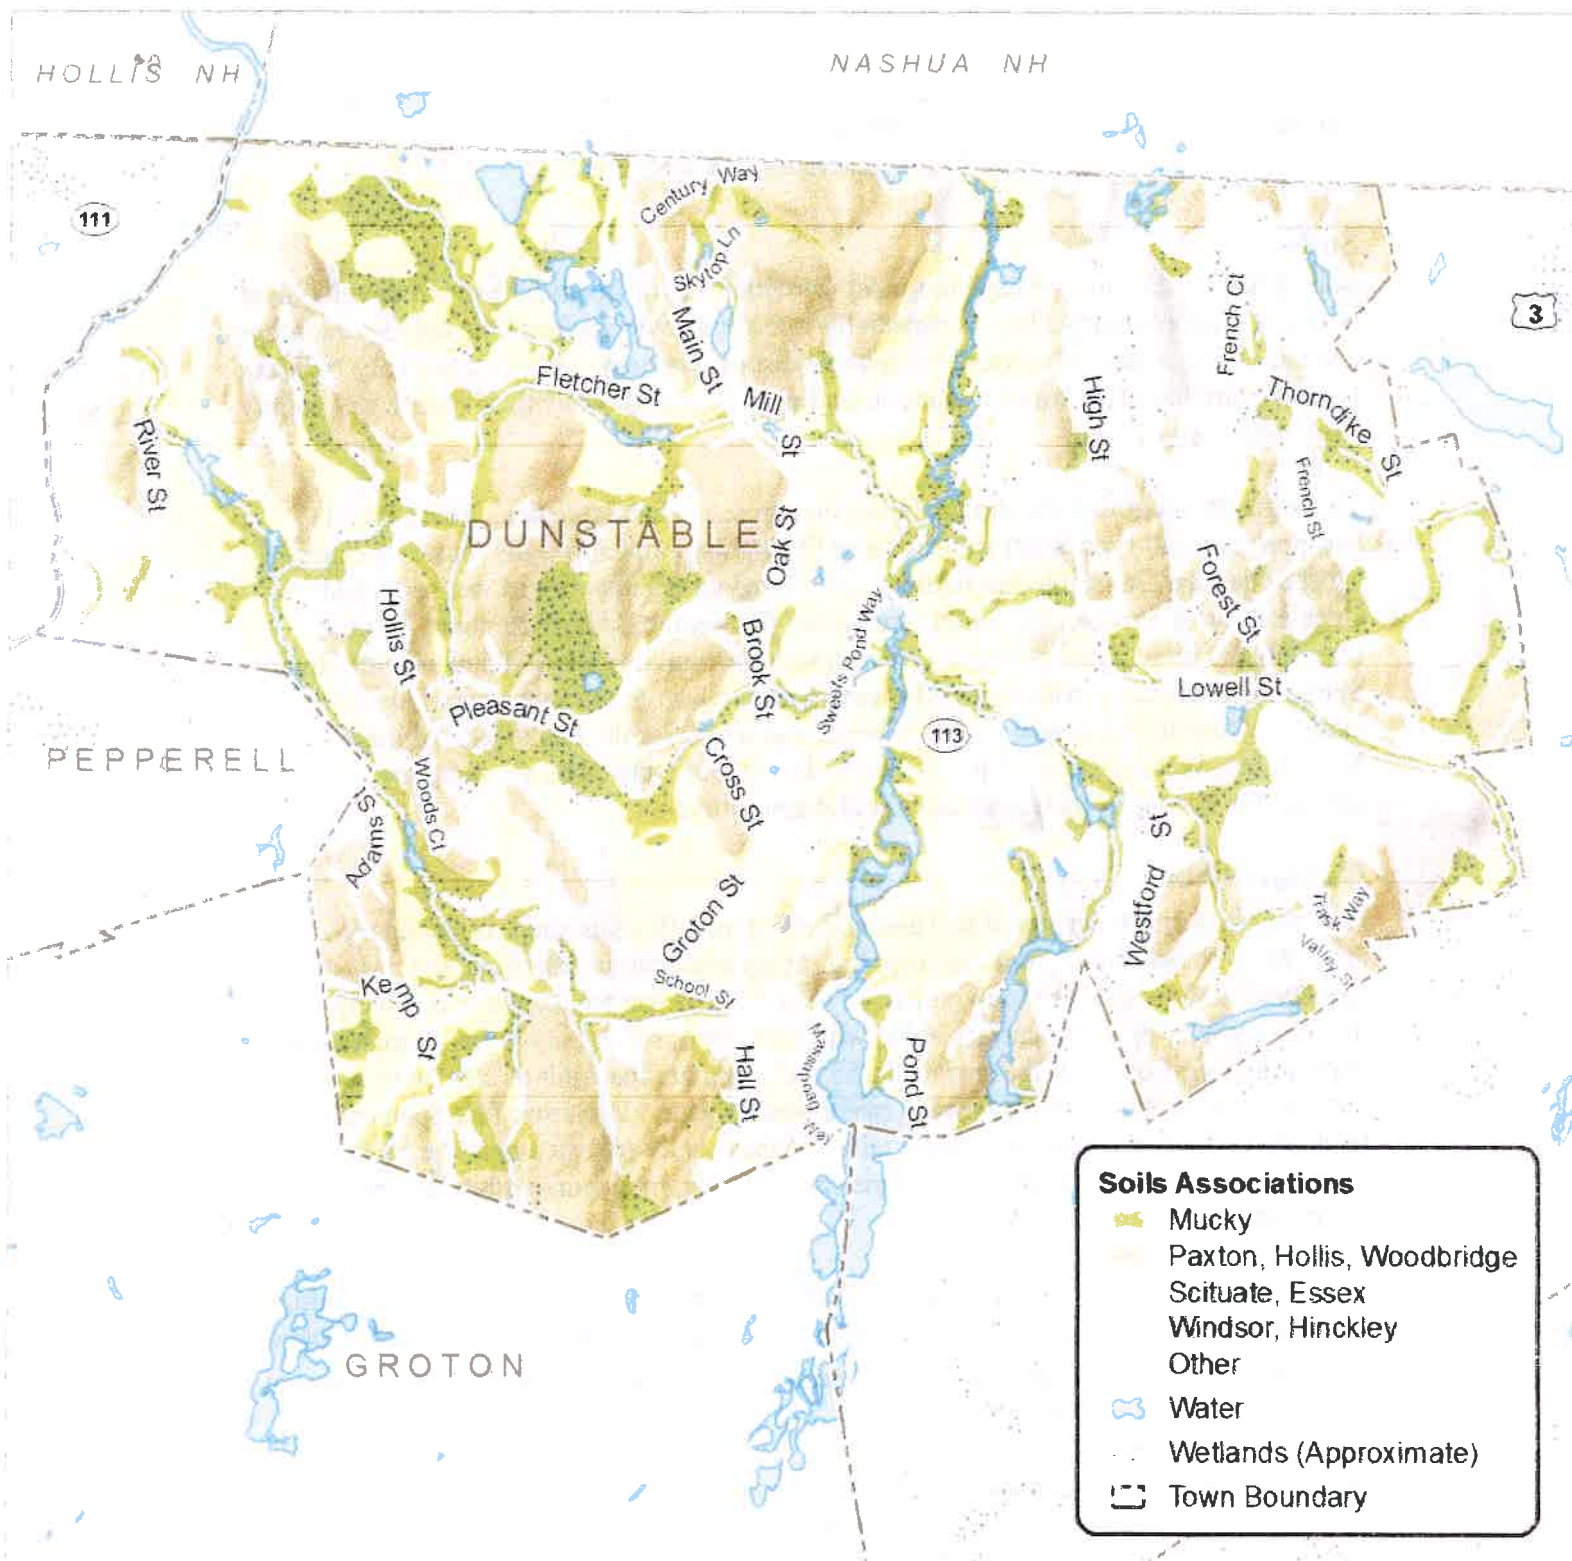 HOLLIS NH
NASHUA NH
111
3
Century Way
Skytop Ln
Main St
Fletcher St
Mill St
High St
French Ct
Thorndike St
French St
River St
DUNSTABLE
Oak St
Forest St
Hollis St
Brook St
Sweets Pond Way
Lowell St
Pleasant St
113
PEPPERELL
Woods Ct
Cross St
Adams S
Westford St
Groton St
Trask Way
Valley St
School St
Kemp St
Hall St
Pond St
GROTON
Soils Associations
Mucky
Paxton, Hollis, Woodbridge
Scituate, Essex
Windsor, Hinckley
Other
Water
Wetlands (Approximate)
Town Boundary